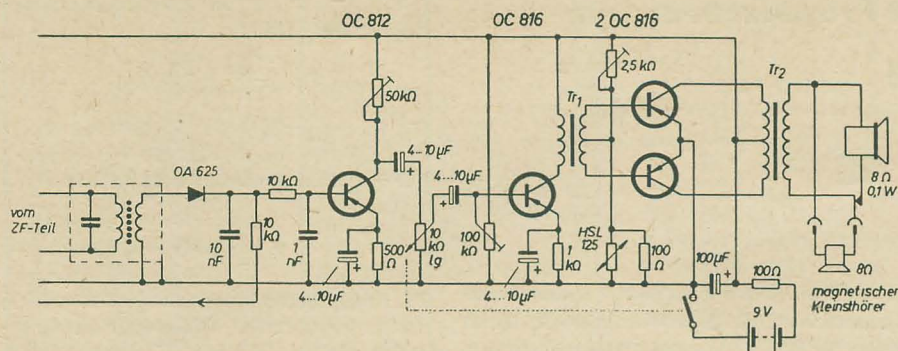 OC 812
OC 816
2 OC 816
50 kΩ
2,5 kΩ
Tr1
Tr2
OA 625
4...10 µF
+
10 kΩ
4...10 µF
+
8 Ω
0,1 W
vom
ZF-Teil
10
nF
10
kΩ
1
nF
500
Ω
10
kΩ
lg
100
kΩ
1
kΩ
HSL
125
100
Ω
100 µF
+
100 Ω
8 Ω
4...10 µF
+
4...10 µF
+
9 V
magnetischer
Kleinsthörer